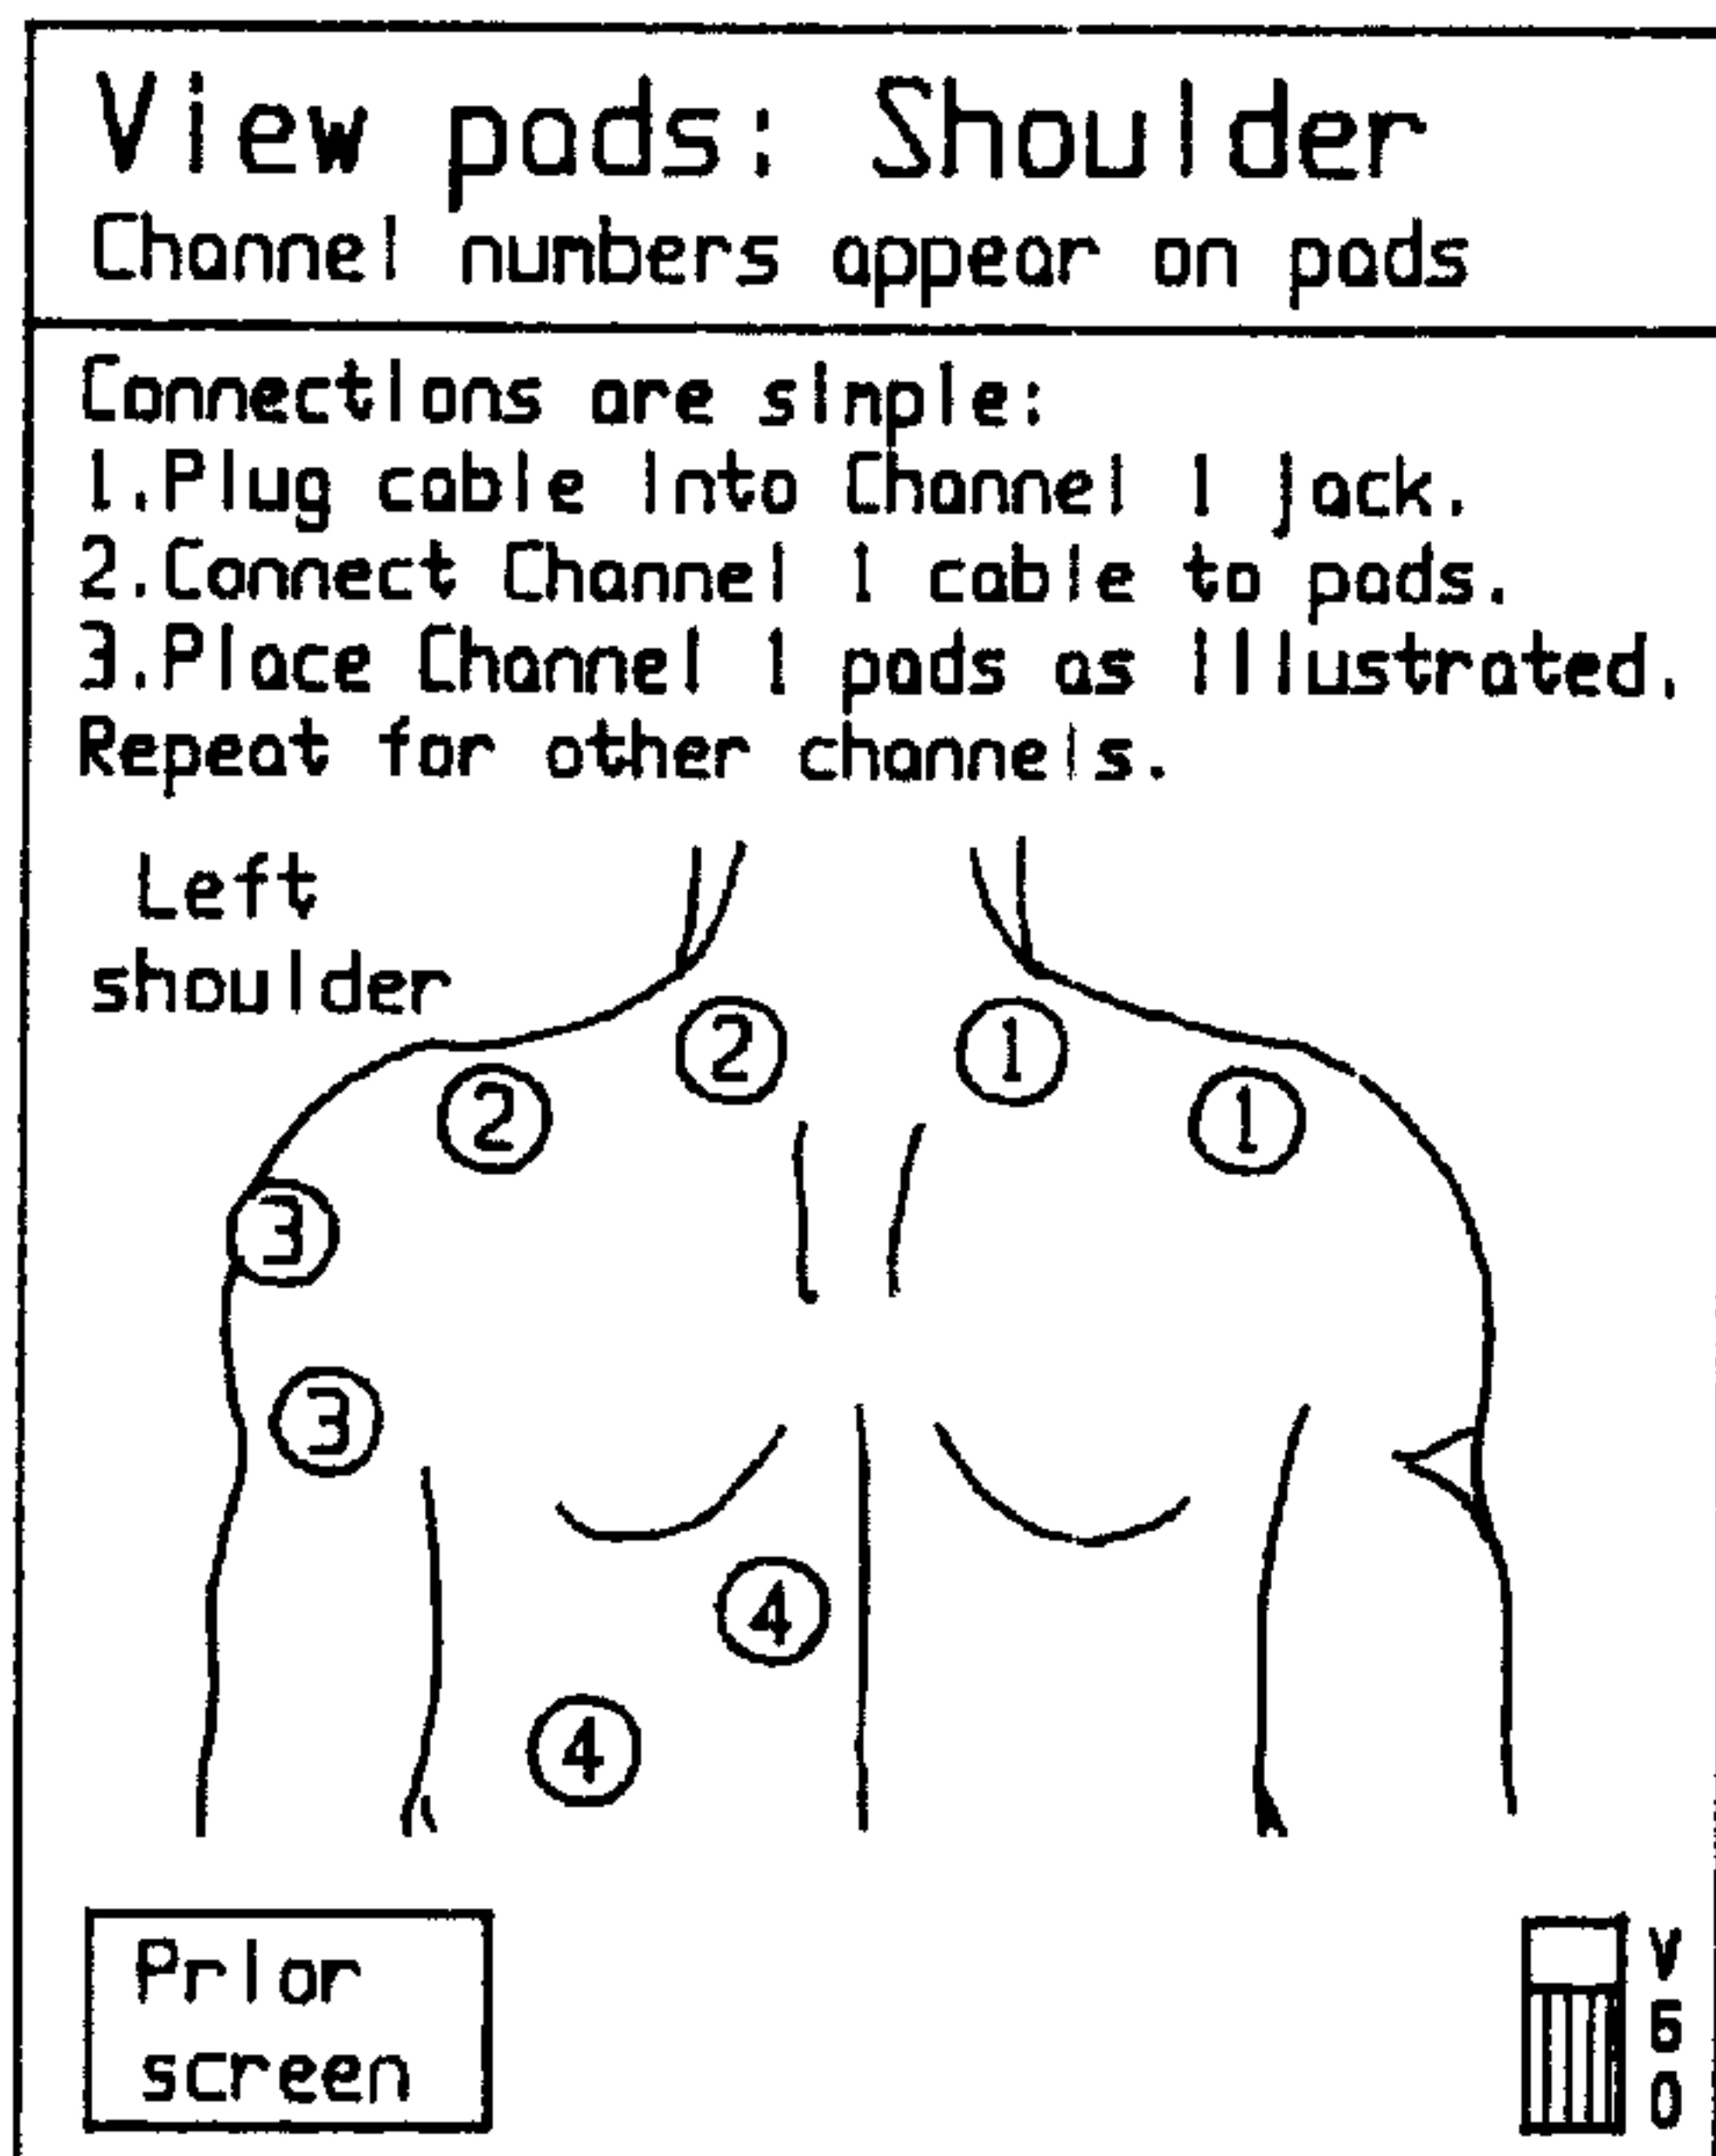 View pads: Shoulder
Channel numbers appear on pads
Connections are simple:
1.Plug cable into Channel 1 jack.
2.Connect Channel 1 cable to pads.
3.Place Channel 1 pads as illustrated.
Repeat for other channels.
Left
shoulder
2 1
2 1
3
3
4
4
Prior
screen
V
6
0